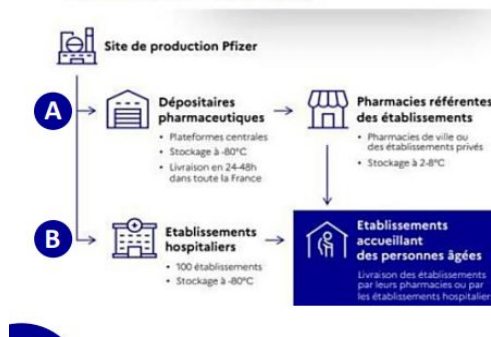 Site de production Pfizer
A
Dépositaires
pharmaceutiques
• Plateformes centrales
• Stockage à -80°C
• Livraison en 24-48h
dans toute la France
Pharmacies référentes
des établissements
• Pharmacies de ville ou
des établissements privés
• Stockage à 2-8°C
B
Etablissements
hospitaliers
• 100 établissements
• Stockage à -80°C
Etablissements
accueillant
des personnes âgées
Livraison des établissements
par leurs pharmacies ou par
les établissements hospitalier